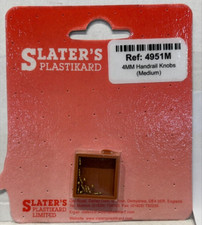 SLATER'S
PLASTIKARD
Ref: 4951M
4MM Handrail Knobs
(Medium)
SLATER'S
PLASTIKARD
LIMITED